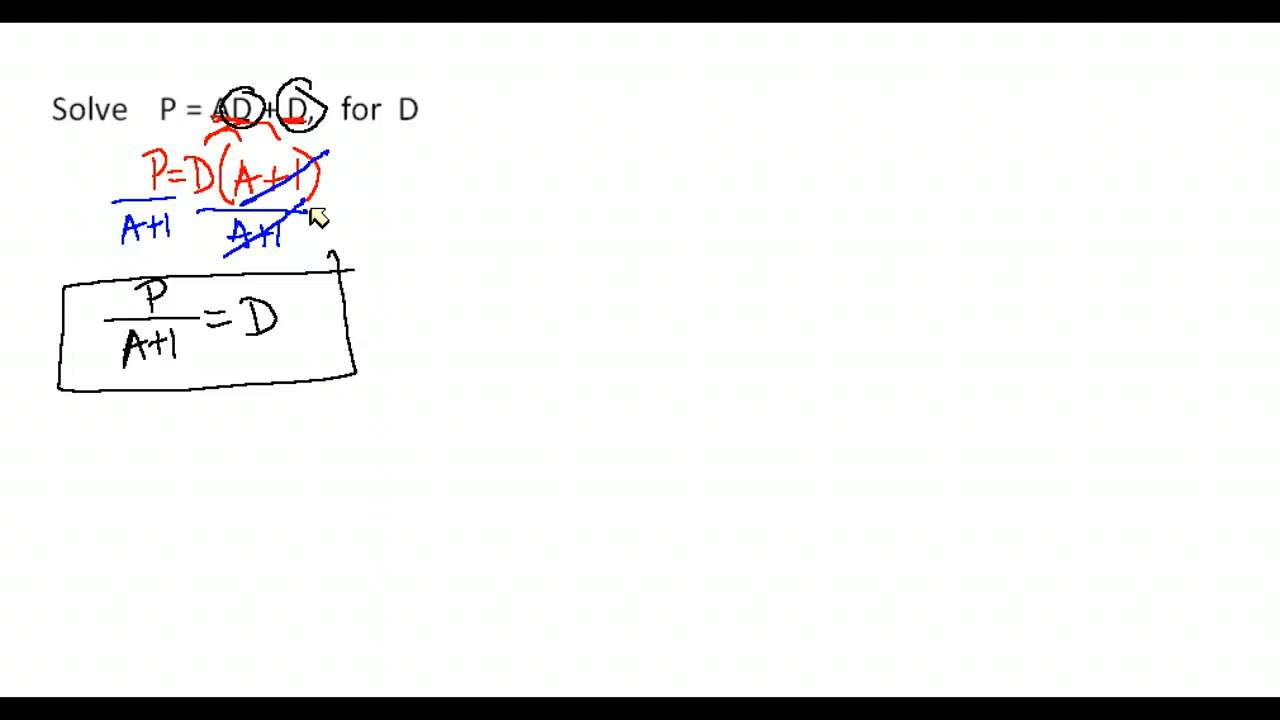 Solve P = AD + D, for D
P = D(A+1)
A+1 A+1
P
A+1 = D